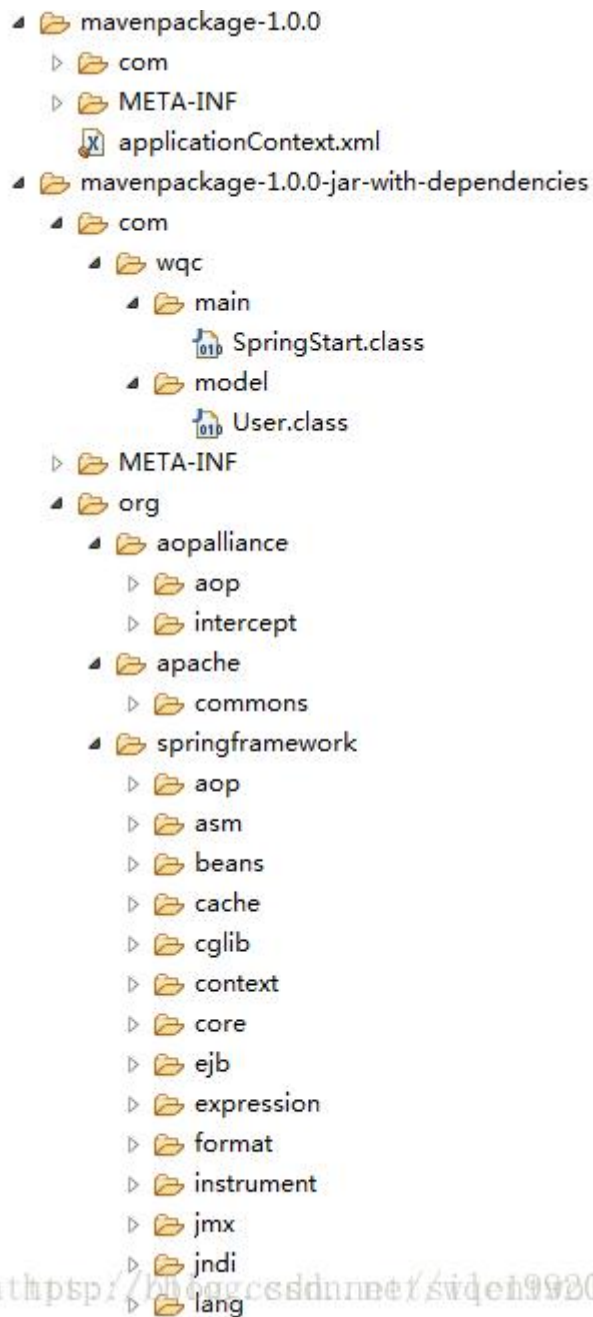 mavenpackage-1.0.0
com
META-INF
applicationContext.xml
mavenpackage-1.0.0-jar-with-dependencies
com
wqc
main
SpringStart.class
model
User.class
META-INF
org
aopalliance
aop
intercept
apache
commons
springframework
aop
asm
beans
cache
cglib
context
core
ejb
expression
format
instrument
jmx
jndi
lang